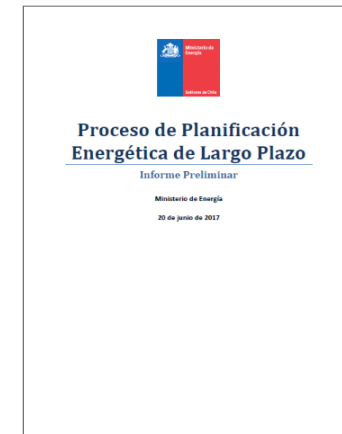 Ministerio de
Energía
Gobierno de Chile
Proceso de Planificación
Energética de Largo Plazo
Informe Preliminar
Ministerio de Energía
20 de junio de 2017